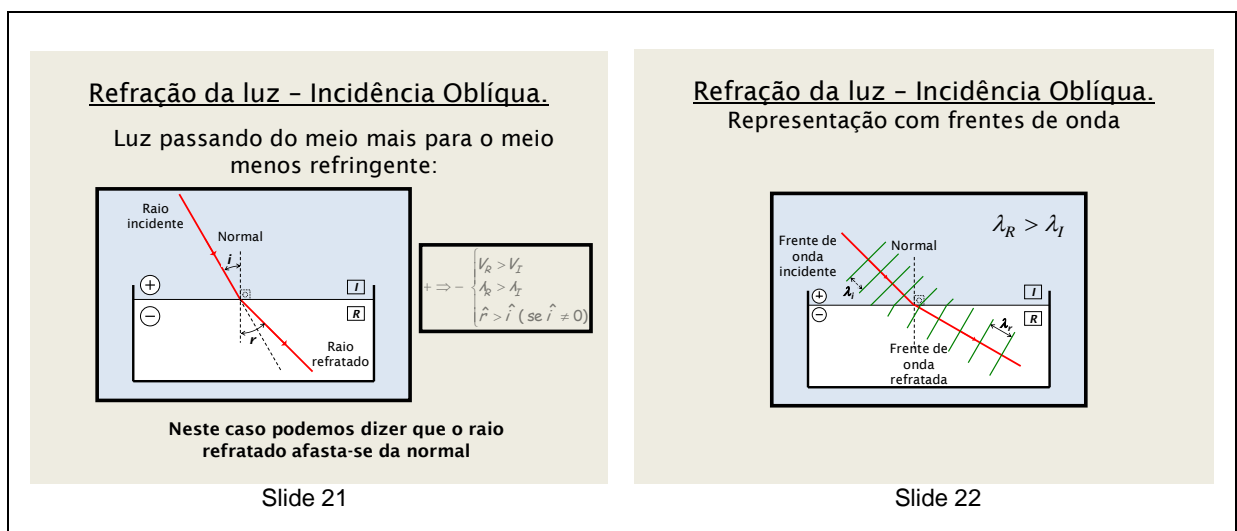 Refração da luz – Incidência Oblíqua.
Luz passando do meio mais para o meio
menos refringente:
Raio
incidente
Normal
i
+
I
−
R
r
Raio
refratado
+ ⇒ − { V_R > V_I
λ_R > λ_I
r̂ > î (se î ≠ 0)
Neste caso podemos dizer que o raio
refratado afasta-se da normal
Slide 21
Refração da luz – Incidência Oblíqua.
Representação com frentes de onda
λ_R > λ_I
Frente de
onda
incidente
Normal
λ_i
+
I
−
R
λ_r
Frente de
onda
refratada
Slide 22